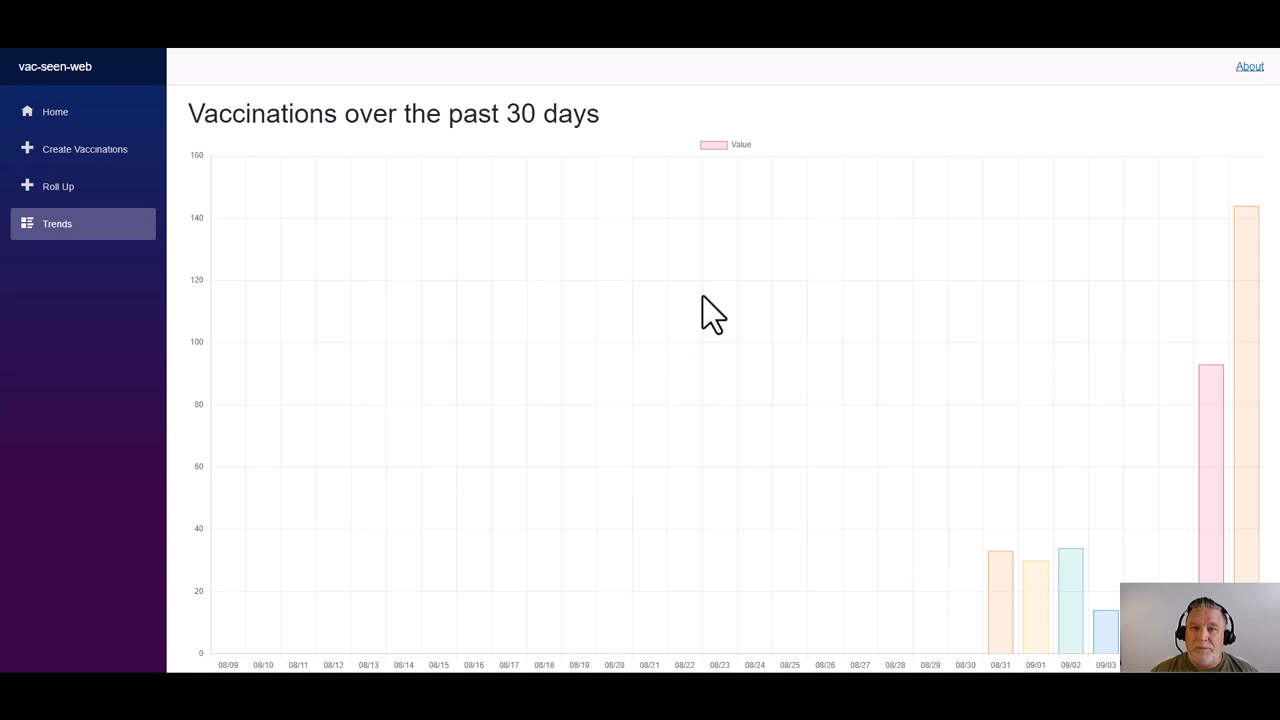 vac-seen-web
About
Home
Create Vaccinations
Roll Up
Trends
Vaccinations over the past 30 days
Value
160
140
120
100
80
60
40
20
0
08/09 08/10 08/11 08/12 08/13 08/14 08/15 08/16 08/17 08/18 08/19 08/20 08/21 08/22 08/23 08/24 08/25 08/26 08/27 08/28 08/29 08/30 08/31 09/01 09/02 09/03